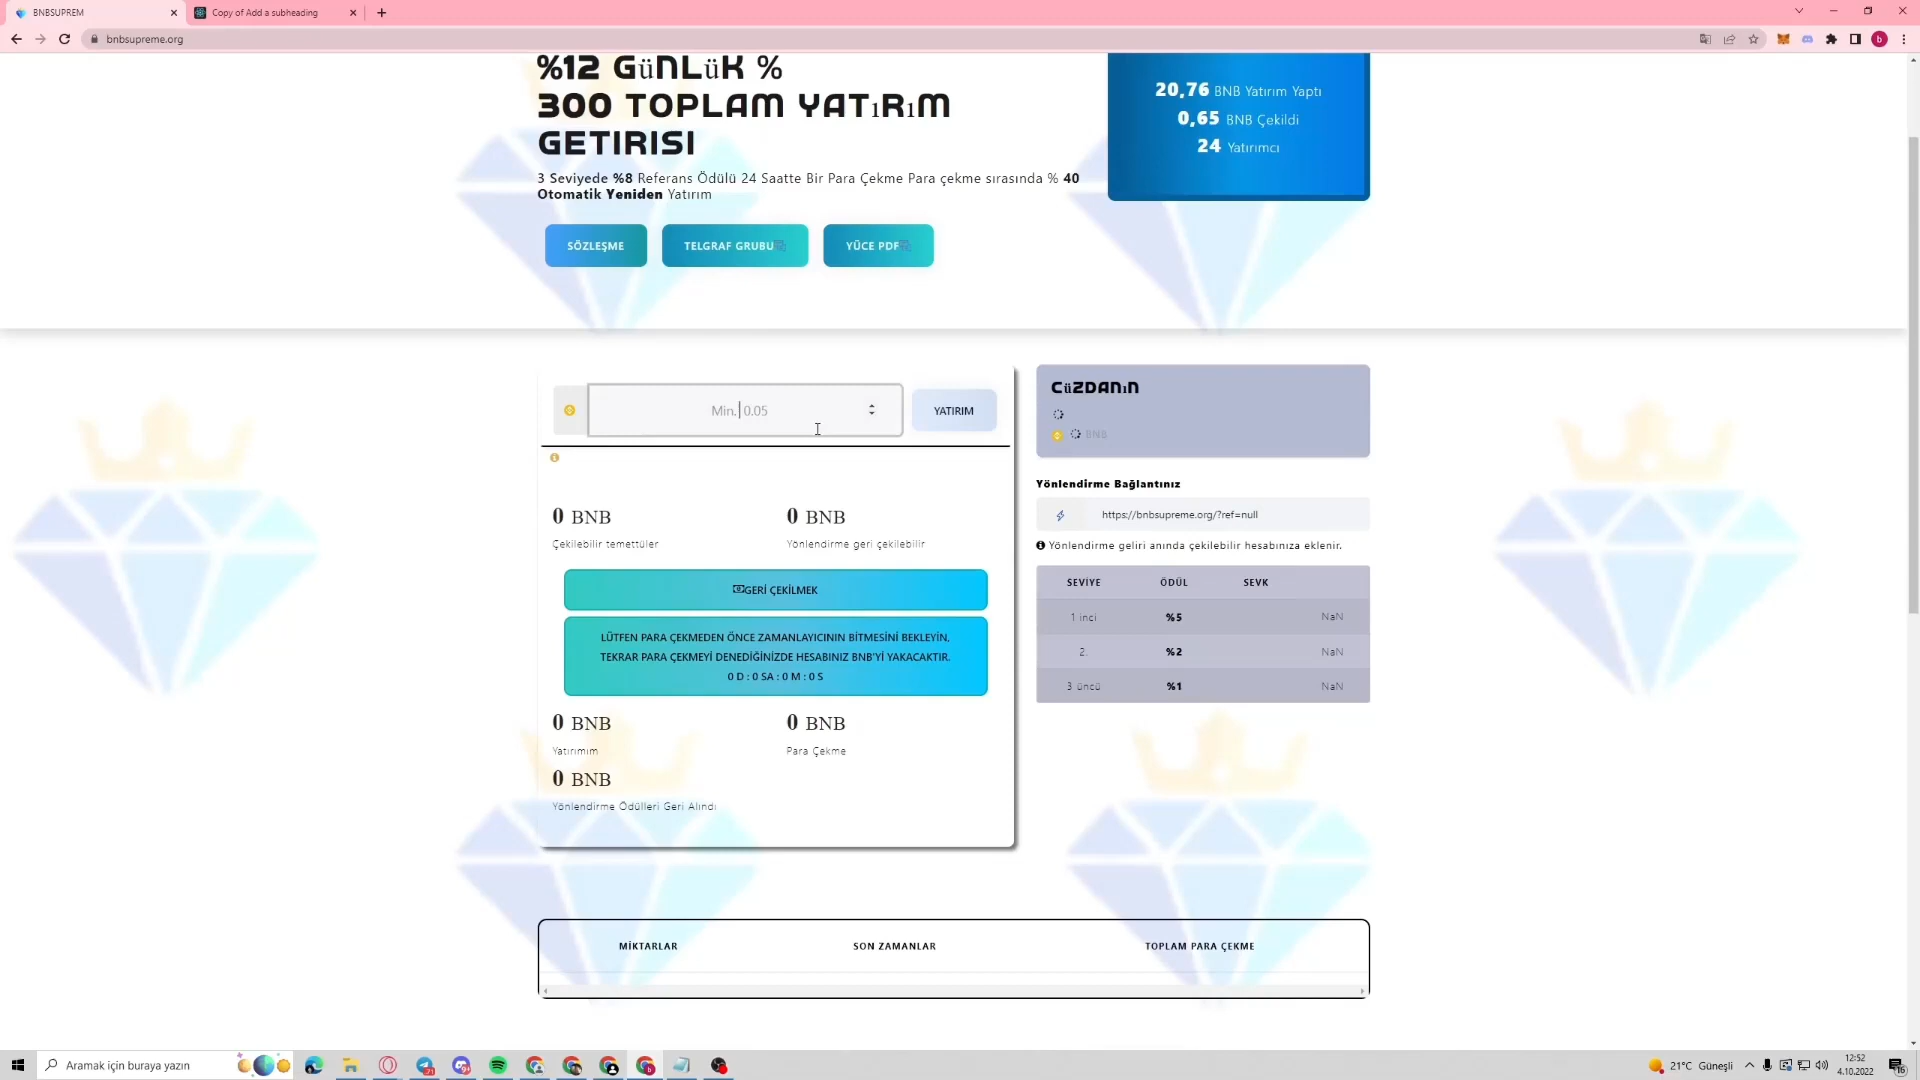 BNBSUPREM
Copy of Add a subheading
bnbsupreme.org
%12 GüNLüK %
300 TOPLAM YATıRıM
GETIRISI
3 Seviyede %8 Referans Ödülü 24 Saatte Bir Para Çekme Para çekme sırasında % 40
Otomatik Yeniden Yatırım
SÖZLEŞME
TELGRAF GRUBU
YÜCE PDF
20,76 BNB Yatırım Yaptı
0,65 BNB Çekildi
24 Yatırımcı
Min. 0.05
YATIRIM
0 BNB
Çekilebilir temettüler
0 BNB
Yönlendirme geri çekilebilir
GERİ ÇEKİLMEK
LÜTFEN PARA ÇEKMEDEN ÖNCE ZAMANLAYICININ BİTMESİNİ BEKLEYİN,
TEKRAR PARA ÇEKMEYİ DENEDİĞİNİZDE HESABINIZ BNB'Yİ YAKACAKTIR.
0 D : 0 SA : 0 M : 0 S
0 BNB
Yatırımım
0 BNB
Para Çekme
0 BNB
Yönlendirme Ödülleri Geri Alındı
CüZDANıN
BNB
Yönlendirme Bağlantınız
https://bnbsupreme.org/?ref=null
Yönlendirme geliri anında çekilebilir hesabınıza eklenir.
SEVİYE ÖDÜL SEVK
1 inci %5 NaN
2. %2 NaN
3 üncü %1 NaN
MİKTARLAR SON ZAMANLAR TOPLAM PARA ÇEKME
Aramak için buraya yazın
21°C Güneşli
12:52
4.10.2022